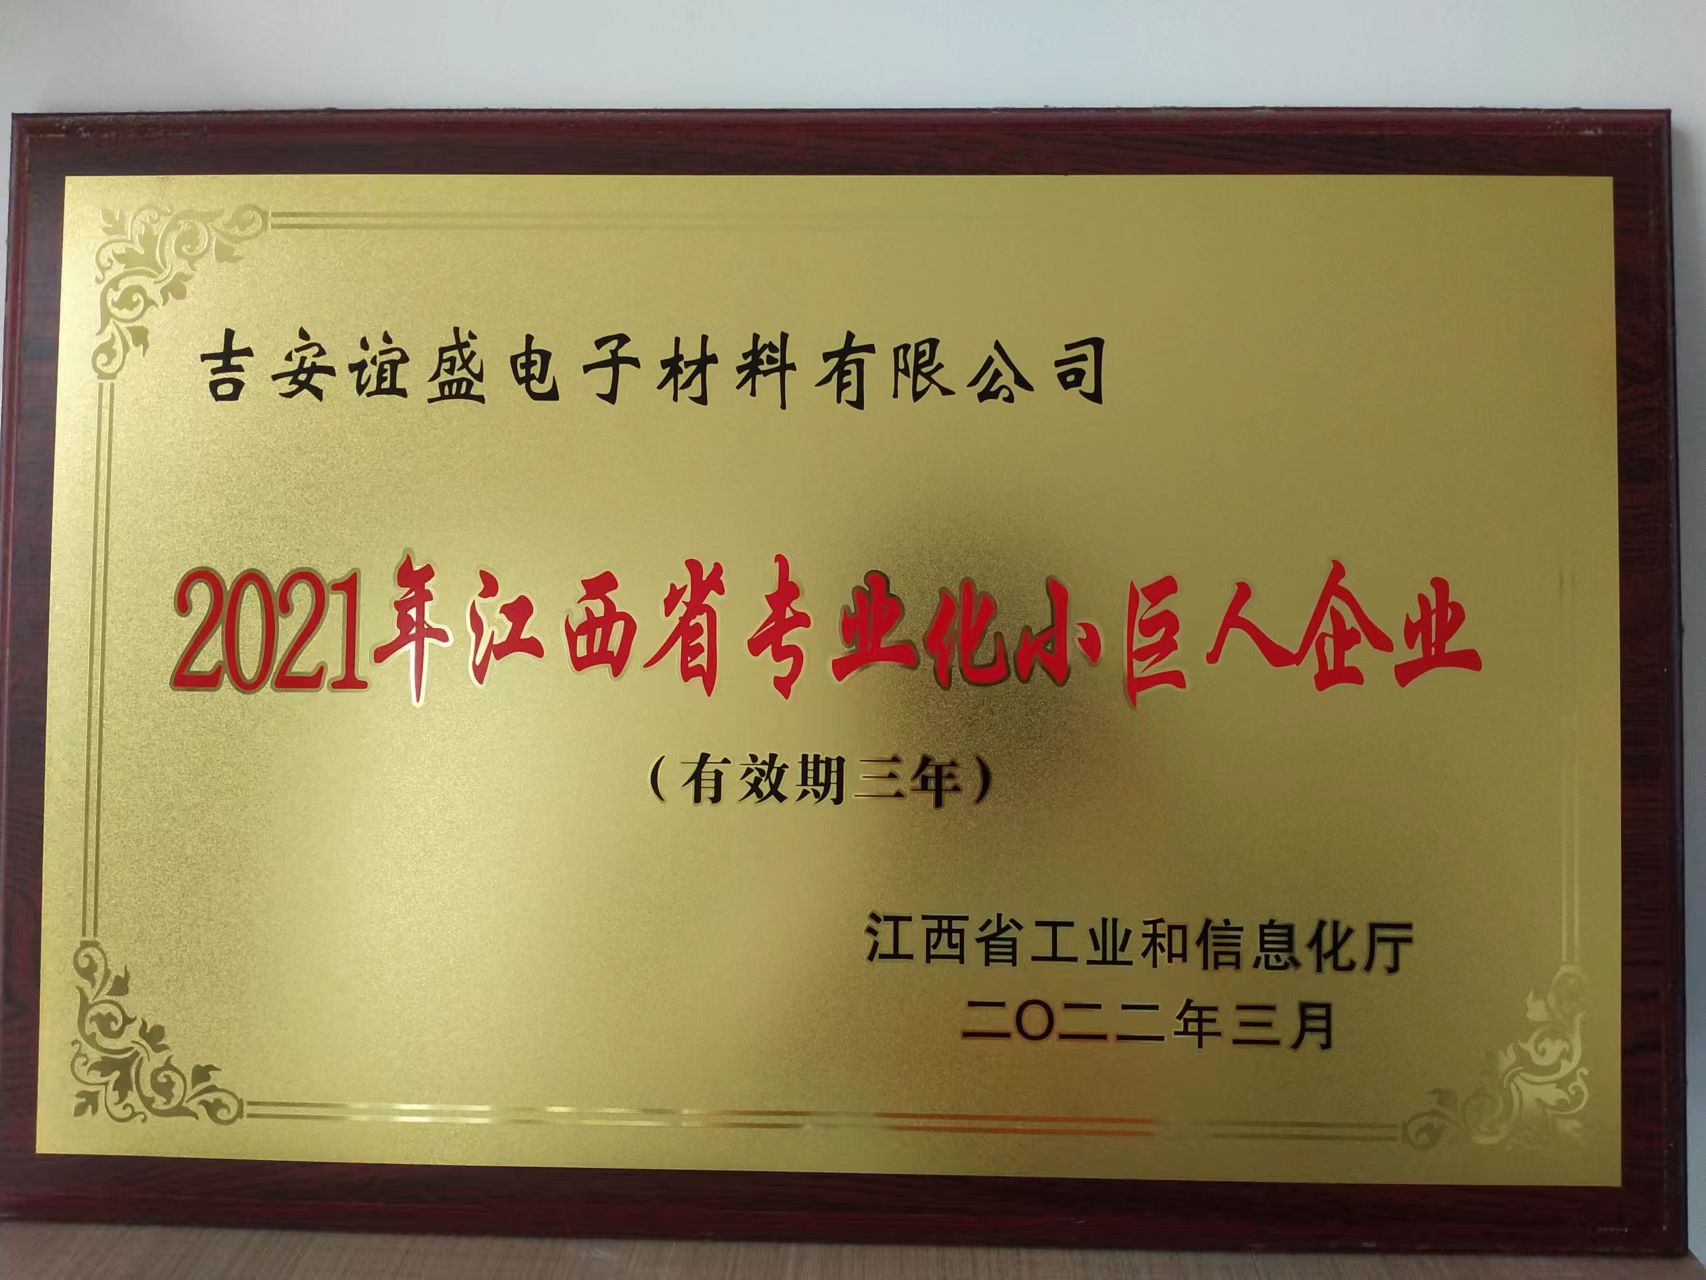 吉安谊盛电子材料有限公司
2021年江西省专业化小巨人企业
（有效期三年）
江西省工业和信息化厅
二〇二二年三月